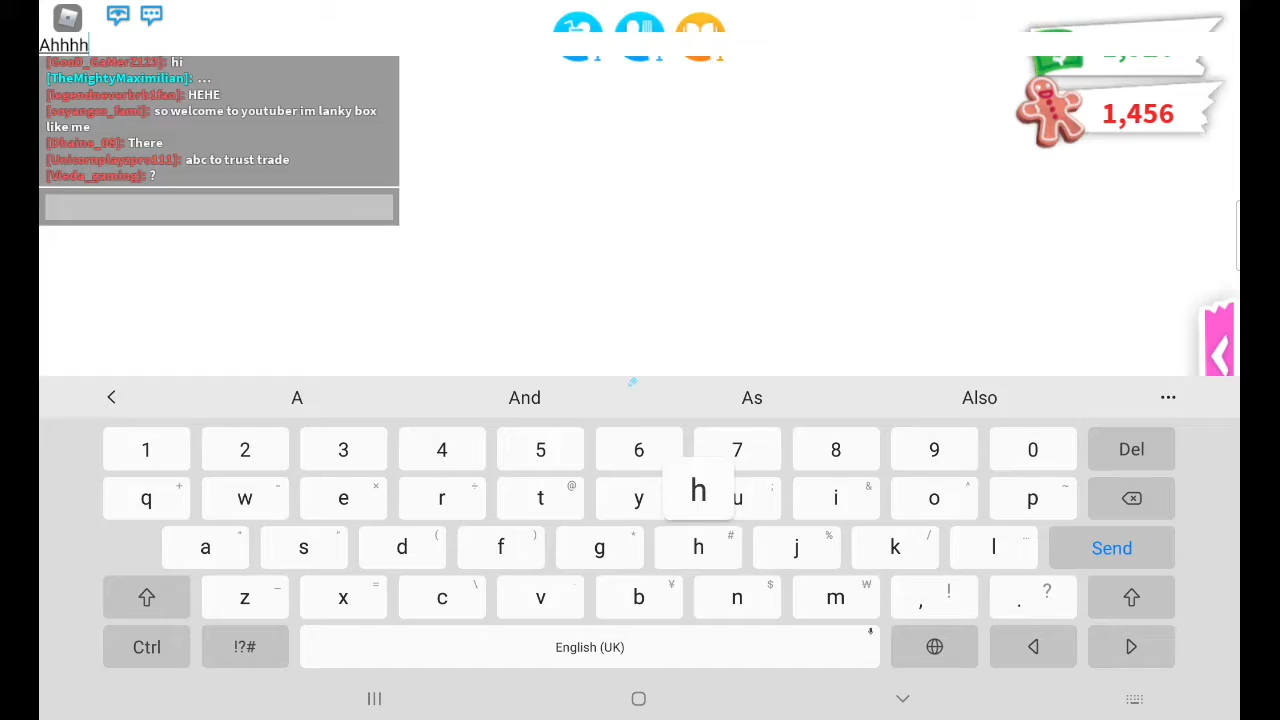 Ahhhh
hi
[TheMightyMaximilian]: ...
HEHE
so welcome to youtuber im lanky box
like me
There
abc to trust trade
?
1,456
A And As Also
1 2 3 4 5 6 7 8 9 0 Del
q w e r t @ y h u i & o p
a s d f g h # j % k / l Send
z x c v b ¥ n $ m ₩ , ! . ?
Ctrl !?# English (UK)